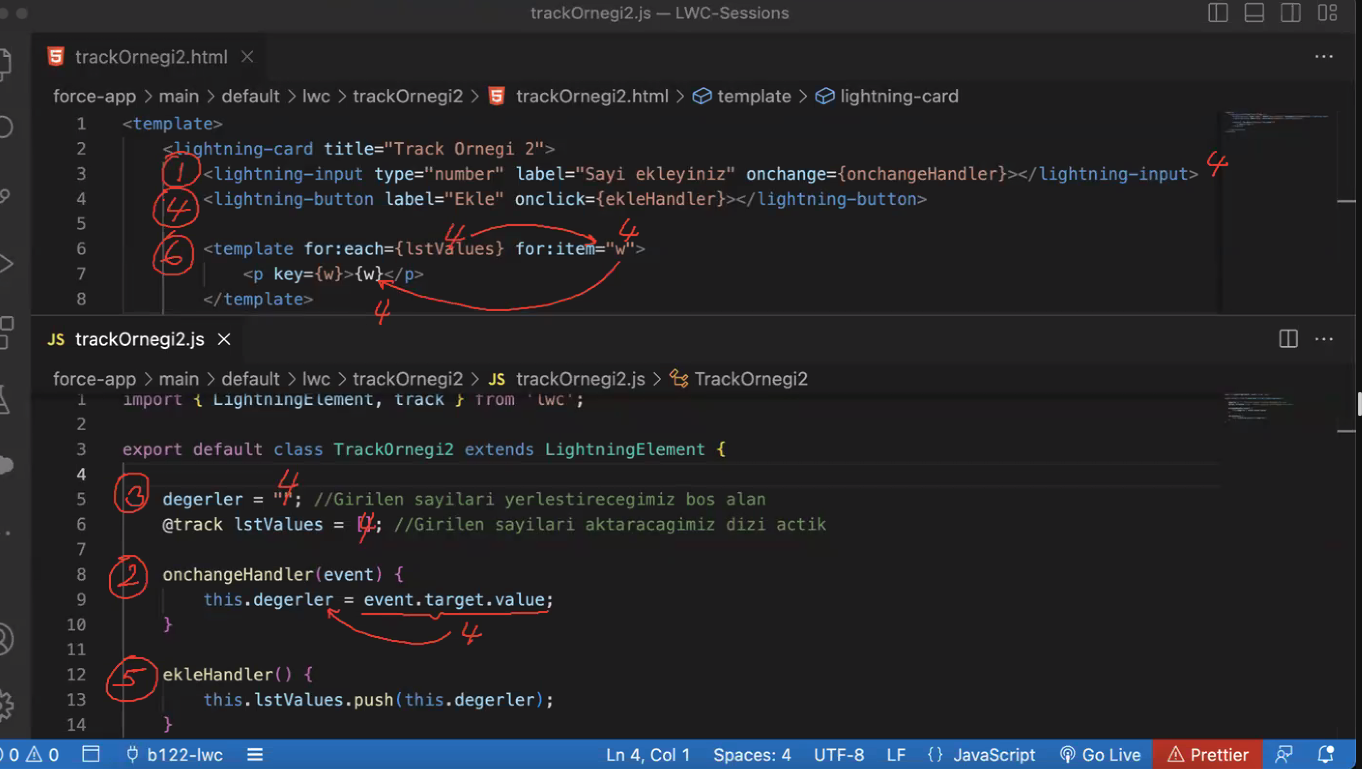 trackOrnegi2.js — LWC-Sessions
trackOrnegi2.html
force-app > main > default > lwc > trackOrnegi2 > trackOrnegi2.html > template > lightning-card
1 <template>
2 <lightning-card title="Track Ornegi 2">
1
3 <lightning-input type="number" label="Sayi ekleyiniz" onchange={onchangeHandler}></lightning-input> 4
4
4 <lightning-button label="Ekle" onclick={ekleHandler}></lightning-button>
5
4 4
6
6 <template for:each={lstValues} for:item="w">
7 <p key={w}>{w}</p>
8 </template>
4
JS trackOrnegi2.js
force-app > main > default > lwc > trackOrnegi2 > JS trackOrnegi2.js > TrackOrnegi2
1 import { LightningElement, track } from 'lwc';
2
3 export default class TrackOrnegi2 extends LightningElement {
4
4
3
5 degerler = ""; //Girilen sayilari yerlestirecegimiz bos alan
6 @track lstValues = []; //Girilen sayilari aktaracagimiz dizi actik
4
7
2
8 onchangeHandler(event) {
9 this.degerler = event.target.value;
10 }
4
11
5
12 ekleHandler() {
13 this.lstValues.push(this.degerler);
14 }
0 0 b122-lwc Ln 4, Col 1 Spaces: 4 UTF-8 LF {} JavaScript Go Live Prettier